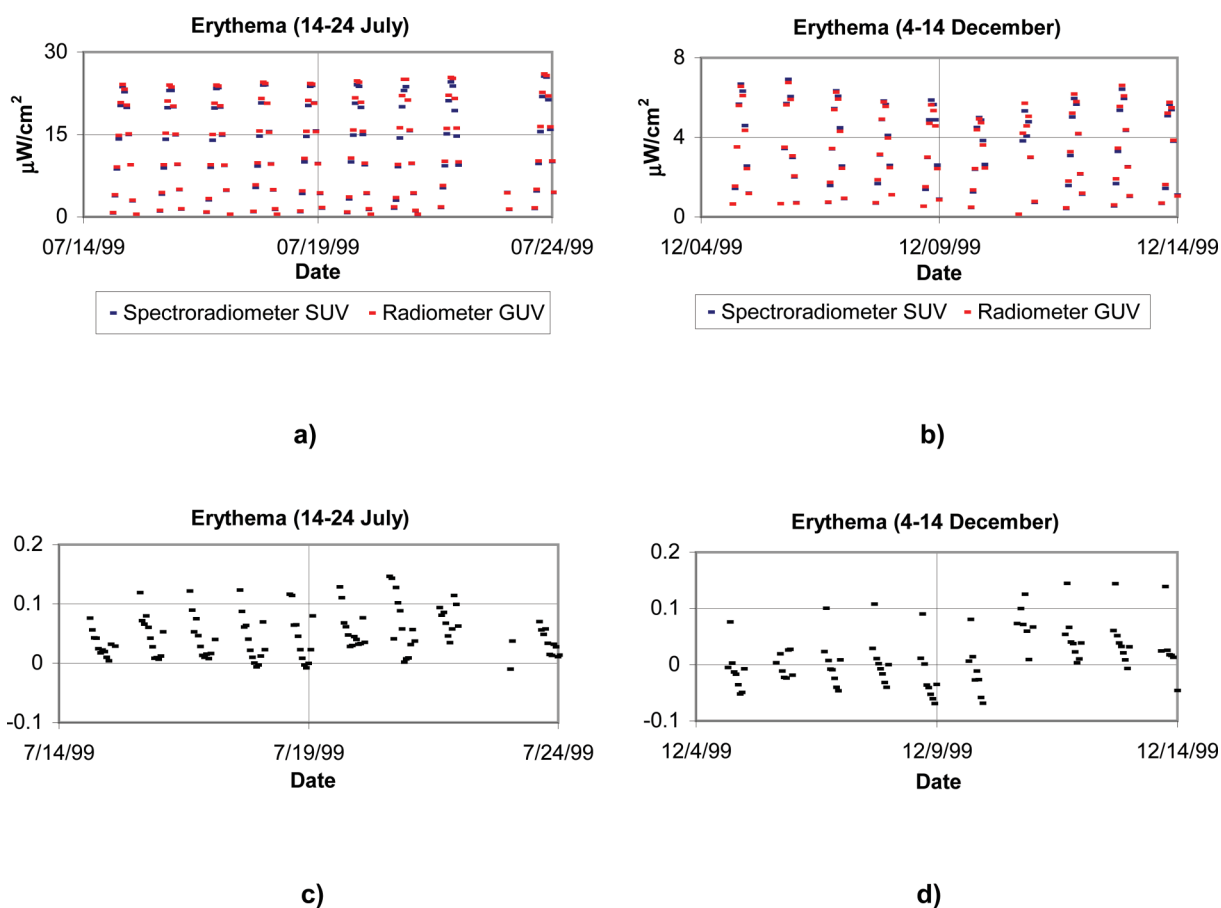 Erythema (14-24 July)
30
15
0
µW/cm²
07/14/99 07/19/99 07/24/99
Date
Spectroradiometer SUV Radiometer GUV
a)
Erythema (4-14 December)
8
4
0
µW/cm²
12/04/99 12/09/99 12/14/99
Date
Spectroradiometer SUV Radiometer GUV
b)
Erythema (14-24 July)
0.2
0.1
0
-0.1
7/14/99 7/19/99 7/24/99
Date
c)
Erythema (4-14 December)
0.2
0.1
0
-0.1
12/4/99 12/9/99 12/14/99
Date
d)